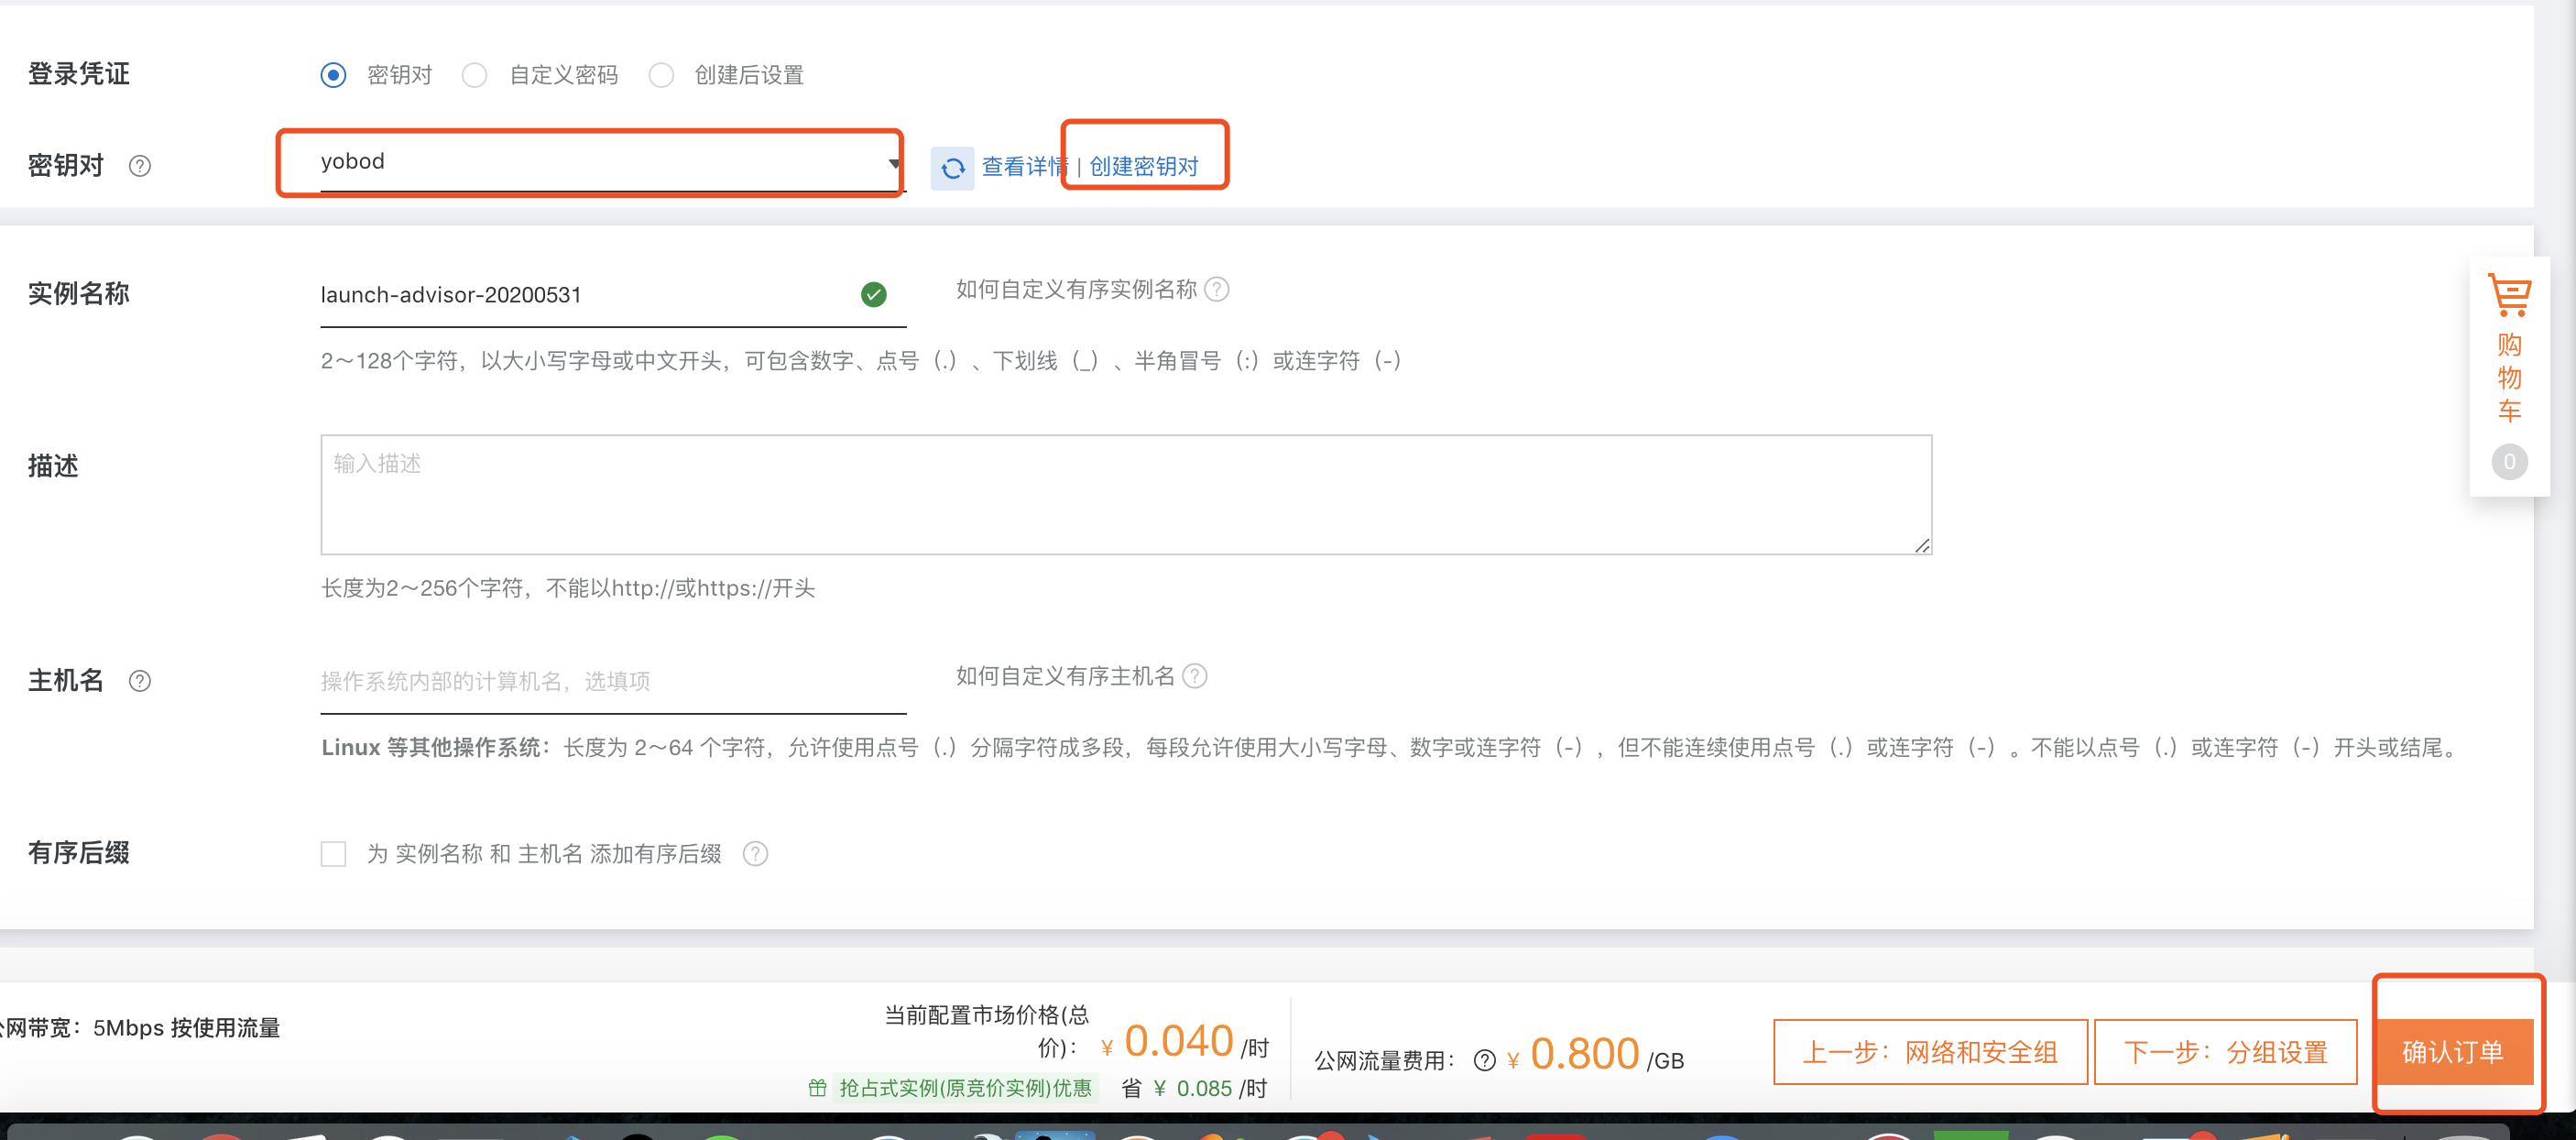 登录凭证
密钥对 自定义密码 创建后设置
密钥对 ? yobod 查看详情 | 创建密钥对
实例名称 launch-advisor-20200531 如何自定义有序实例名称 ?
2～128个字符，以大小写字母或中文开头，可包含数字、点号（.）、下划线（_）、半角冒号（:）或连字符（-）
描述 输入描述
长度为2～256个字符，不能以http://或https://开头
主机名 ? 操作系统内部的计算机名，选填项 如何自定义有序主机名 ?
Linux 等其他操作系统：长度为 2～64 个字符，允许使用点号（.）分隔字符成多段，每段允许使用大小写字母、数字或连字符（-），但不能连续使用点号（.）或连字符（-）。不能以点号（.）或连字符（-）开头或结尾。
有序后缀 为 实例名称 和 主机名 添加有序后缀 ?
购物车
0
公网带宽：5Mbps 按使用流量
当前配置市场价格(总
价)： ¥ 0.040 /时
抢占式实例(原竞价实例)优惠 省 ¥ 0.085 /时
公网流量费用： ? ¥ 0.800 /GB
上一步：网络和安全组
下一步：分组设置
确认订单